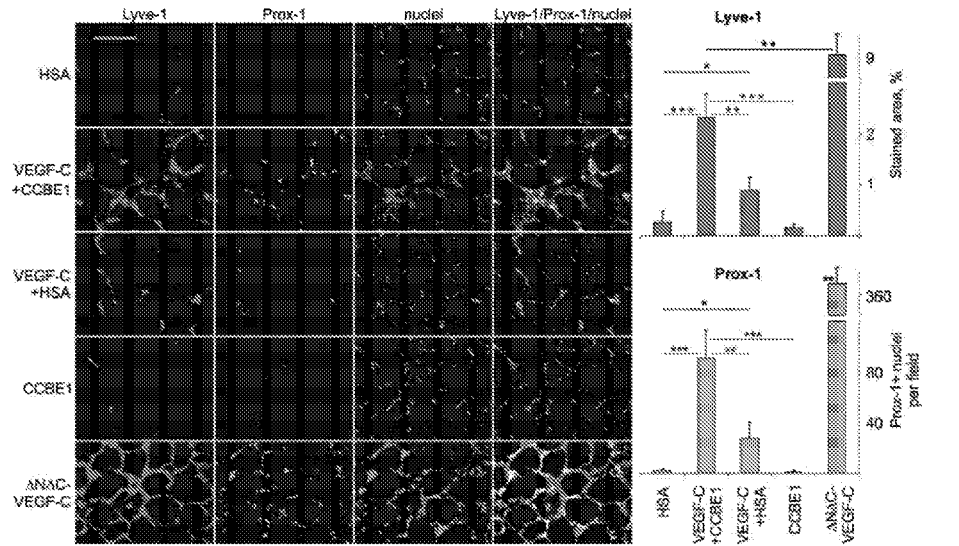 Lyve-1 Prox-1 nuclei Lyve-1/Prox-1/nuclei
HSA
VEGF-C
+CCBE1
VEGF-C
+HSA
CCBE1
ΔNΔC-
VEGF-C
Lyve-1
**
*
***
*** **
9
2
1
Stained area, %
Prox-1
**
*
***
*** **
360
80
40
Prox-1+ nuclei
per field
HSA
VEGF-C
+CCBE1
VEGF-C
+HSA
CCBE1
ΔNΔC-
VEGF-C